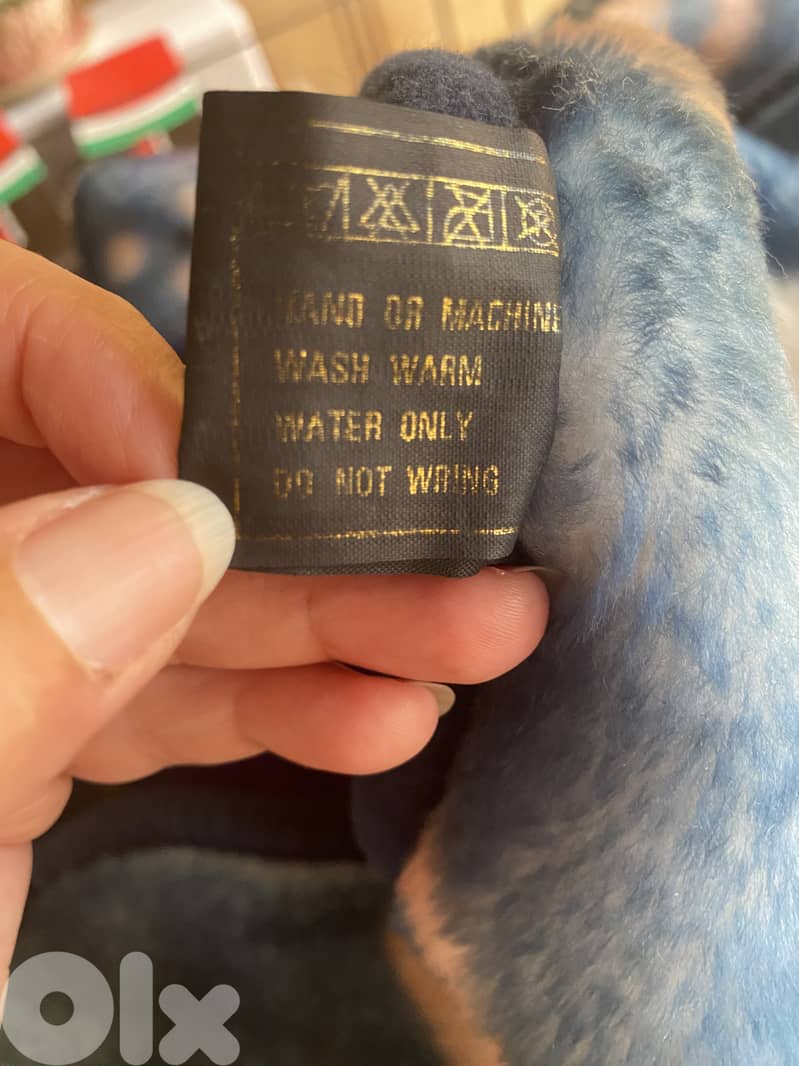 HAND OR MACHINE
WASH WARM
WATER ONLY
DO NOT WRING
olx